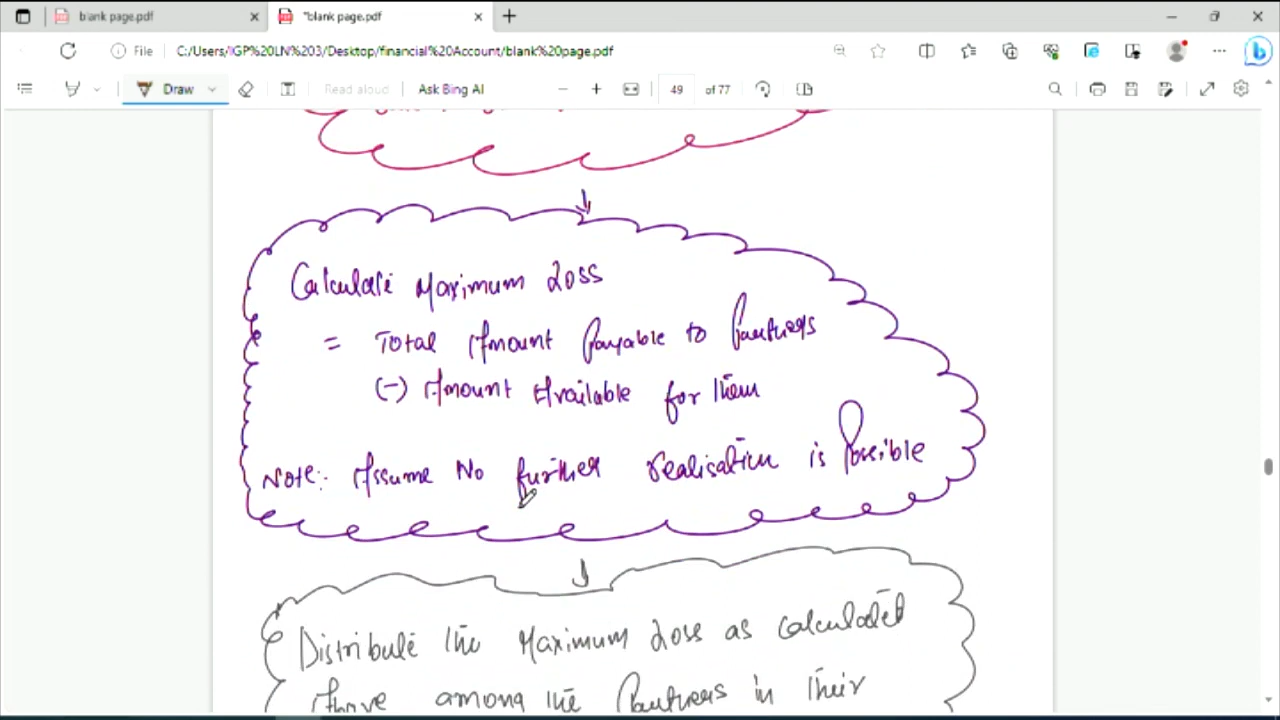 blank page.pdf
*blank page.pdf
File C:/Users/IGP%20LN%203/Desktop/financial%20Account/blank%20page.pdf
Draw Read aloud Ask Bing AI 49 of 77
Calculate Maximum Loss
= Total Amount Payable to Partners
(-) Amount Available for them
Note:- Assume No further realisation is Possible
Distribute the Maximum Loss as calculated
above among the Partners in their